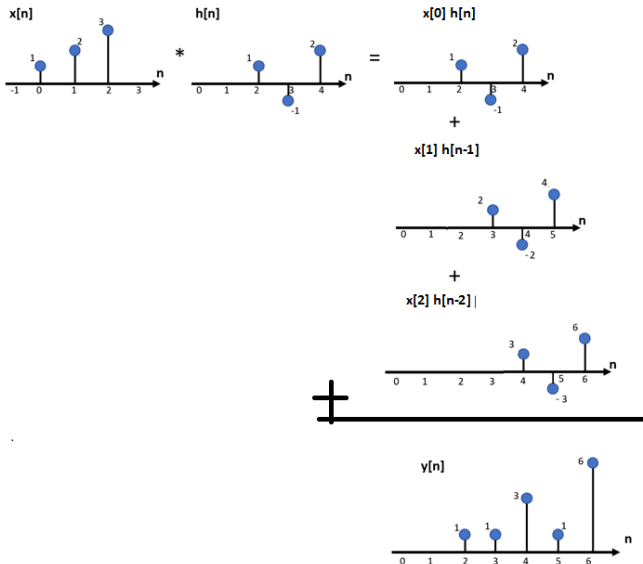 x[n]
h[n]
x[0] h[n]
1 2 3 n
-1 0 1 2 3
*
1 2 n
0 1 2 3 4
-1
=
1 2 n
0 1 2 3 4
-1
+
x[1] h[n-1]
2 4 n
0 1 2 3 4 5
-2
+
x[2] h[n-2]
3 6 n
0 1 2 3 4 5 6
-3
+
y[n]
1 1 3 1 6 n
0 1 2 3 4 5 6